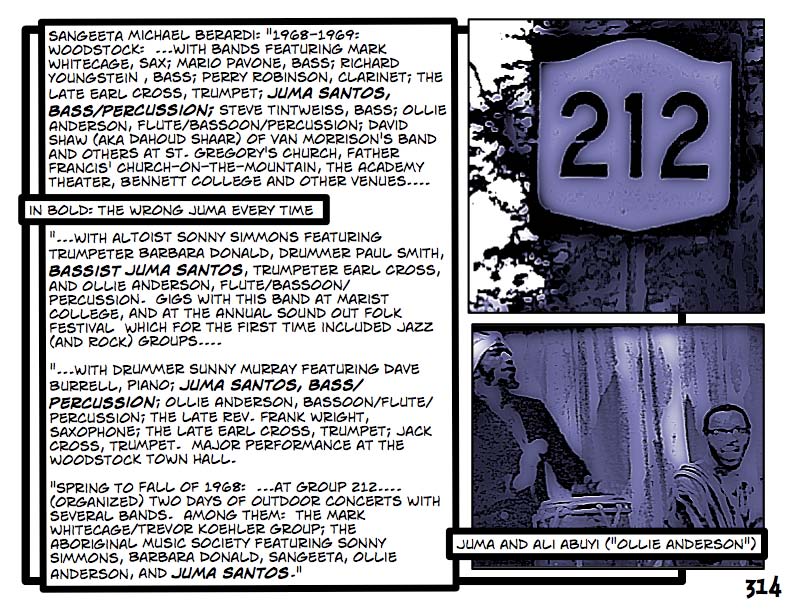 SANGEETA MICHAEL BERARDI: "1968-1969:
WOODSTOCK: ...WITH BANDS FEATURING MARK
WHITECAGE, SAX; MARIO PAVONE, BASS; RICHARD
YOUNGSTEIN , BASS; PERRY ROBINSON, CLARINET; THE
LATE EARL CROSS, TRUMPET; JUMA SANTOS,
BASS/PERCUSSION; STEVE TINTWEISS, BASS; OLLIE
ANDERSON, FLUTE/BASSOON/PERCUSSION; DAVID
SHAW (AKA DAHOUD SHAAR) OF VAN MORRISON'S BAND
AND OTHERS AT ST. GREGORY'S CHURCH, FATHER
FRANCIS' CHURCH-ON-THE-MOUNTAIN, THE ACADEMY
THEATER, BENNETT COLLEGE AND OTHER VENUES....
IN BOLD: THE WRONG JUMA EVERY TIME
"...WITH ALTOIST SONNY SIMMONS FEATURING
TRUMPETER BARBARA DONALD, DRUMMER PAUL SMITH,
BASSIST JUMA SANTOS, TRUMPETER EARL CROSS,
AND OLLIE ANDERSON, FLUTE/BASSOON/
PERCUSSION. GIGS WITH THIS BAND AT MARIST
COLLEGE, AND AT THE ANNUAL SOUND OUT FOLK
FESTIVAL WHICH FOR THE FIRST TIME INCLUDED JAZZ
(AND ROCK) GROUPS....
"...WITH DRUMMER SUNNY MURRAY FEATURING DAVE
BURRELL, PIANO; JUMA SANTOS, BASS/
PERCUSSION; OLLIE ANDERSON, BASSOON/FLUTE/
PERCUSSION; THE LATE REV. FRANK WRIGHT,
SAXOPHONE; THE LATE EARL CROSS, TRUMPET; JACK
CROSS, TRUMPET. MAJOR PERFORMANCE AT THE
WOODSTOCK TOWN HALL.
"SPRING TO FALL OF 1968: ...AT GROUP 212....
(ORGANIZED) TWO DAYS OF OUTDOOR CONCERTS WITH
SEVERAL BANDS. AMONG THEM: THE MARK
WHITECAGE/TREVOR KOEHLER GROUP; THE
ABORIGINAL MUSIC SOCIETY FEATURING SONNY
SIMMONS, BARBARA DONALD, SANGEETA, OLLIE
ANDERSON, AND JUMA SANTOS."
212
JUMA AND ALI ABUYI ("OLLIE ANDERSON")
314